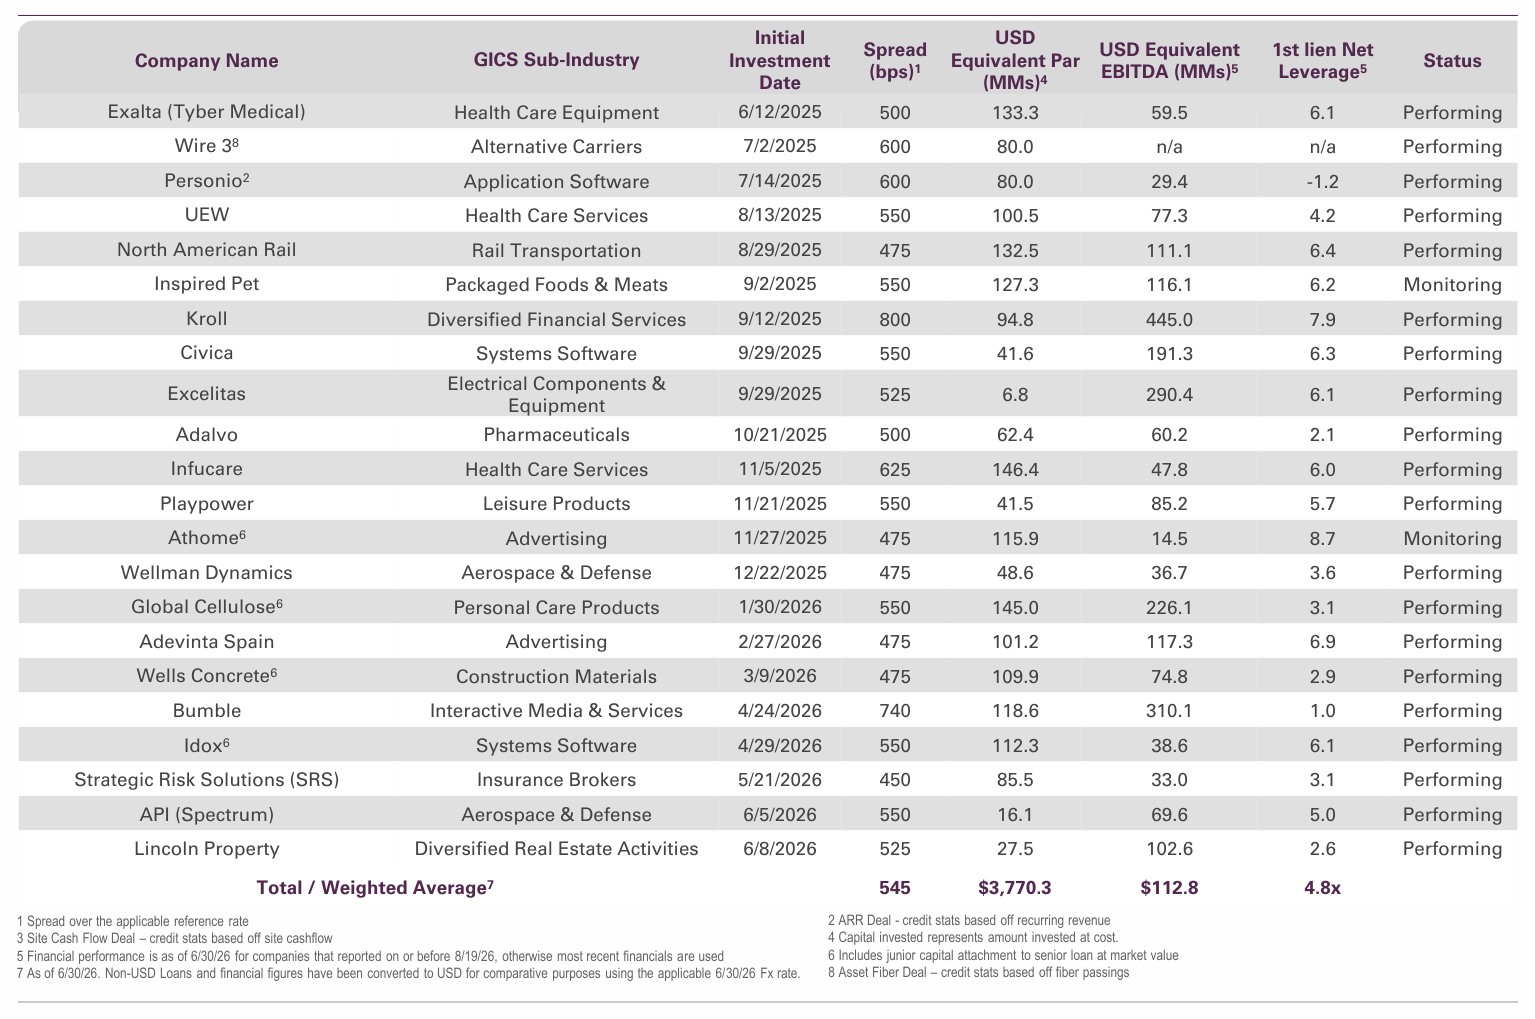 Company Name GICS Sub-Industry Initial Investment Date Spread (bps)¹ USD Equivalent Par (MMs)⁴ USD Equivalent EBITDA (MMs)⁵ 1st lien Net Leverage⁵ Status
Exalta (Tyber Medical) Health Care Equipment 6/12/2025 500 133.3 59.5 6.1 Performing
Wire 3⁸ Alternative Carriers 7/2/2025 600 80.0 n/a n/a Performing
Personio² Application Software 7/14/2025 600 80.0 29.4 -1.2 Performing
UEW Health Care Services 8/13/2025 550 100.5 77.3 4.2 Performing
North American Rail Rail Transportation 8/29/2025 475 132.5 111.1 6.4 Performing
Inspired Pet Packaged Foods & Meats 9/2/2025 550 127.3 116.1 6.2 Monitoring
Kroll Diversified Financial Services 9/12/2025 800 94.8 445.0 7.9 Performing
Civica Systems Software 9/29/2025 550 41.6 191.3 6.3 Performing
Excelitas Electrical Components & Equipment 9/29/2025 525 6.8 290.4 6.1 Performing
Adalvo Pharmaceuticals 10/21/2025 500 62.4 60.2 2.1 Performing
Infucare Health Care Services 11/5/2025 625 146.4 47.8 6.0 Performing
Playpower Leisure Products 11/21/2025 550 41.5 85.2 5.7 Performing
Athome⁶ Advertising 11/27/2025 475 115.9 14.5 8.7 Monitoring
Wellman Dynamics Aerospace & Defense 12/22/2025 475 48.6 36.7 3.6 Performing
Global Cellulose⁶ Personal Care Products 1/30/2026 550 145.0 226.1 3.1 Performing
Adevinta Spain Advertising 2/27/2026 475 101.2 117.3 6.9 Performing
Wells Concrete⁶ Construction Materials 3/9/2026 475 109.9 74.8 2.9 Performing
Bumble Interactive Media & Services 4/24/2026 740 118.6 310.1 1.0 Performing
Idox⁶ Systems Software 4/29/2026 550 112.3 38.6 6.1 Performing
Strategic Risk Solutions (SRS) Insurance Brokers 5/21/2026 450 85.5 33.0 3.1 Performing
API (Spectrum) Aerospace & Defense 6/5/2026 550 16.1 69.6 5.0 Performing
Lincoln Property Diversified Real Estate Activities 6/8/2026 525 27.5 102.6 2.6 Performing
Total / Weighted Average⁷ 545 $3,770.3 $112.8 4.8x
1 Spread over the applicable reference rate
2 ARR Deal - credit stats based off recurring revenue
3 Site Cash Flow Deal – credit stats based off site cashflow
4 Capital invested represents amount invested at cost.
5 Financial performance is as of 6/30/26 for companies that reported on or before 8/19/26, otherwise most recent financials are used
6 Includes junior capital attachment to senior loan at market value
7 As of 6/30/26. Non-USD Loans and financial figures have been converted to USD for comparative purposes using the applicable 6/30/26 Fx rate.
8 Asset Fiber Deal – credit stats based off fiber passings